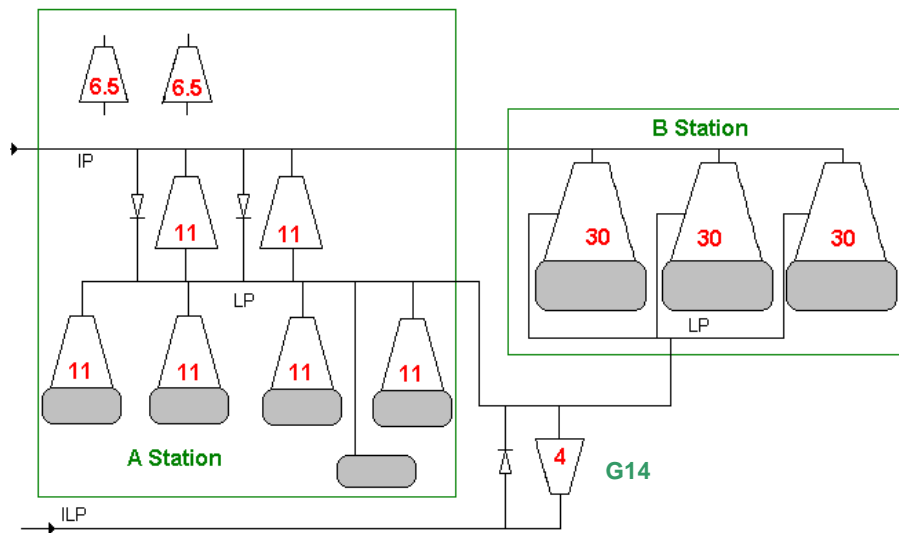 6.5 6.5
B Station
IP
11 11
30 30 30
LP
LP
11 11 11 11
A Station
4
G14
ILP